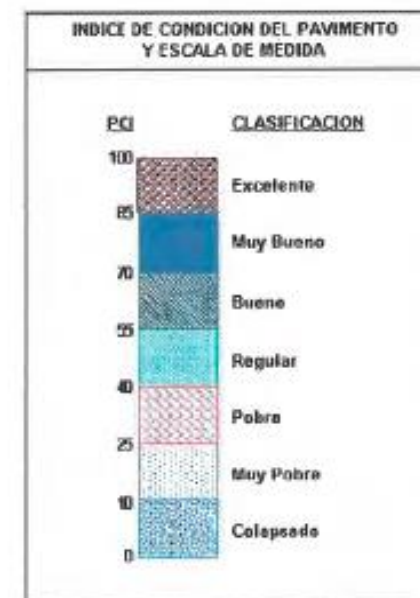 INDICE DE CONDICION DEL PAVIMENTO
Y ESCALA DE MEDIDA
PCI CLASIFICACION
100
Excelente
85
Muy Bueno
70
Bueno
55
Regular
40
Pobre
25
Muy Pobre
10
Colapsado
0